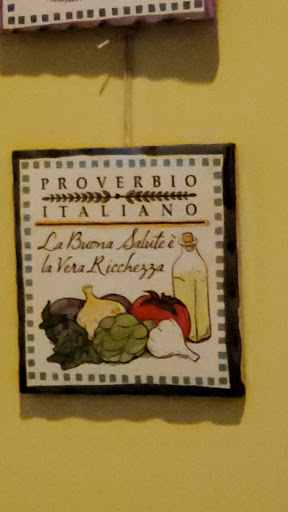 PROVERBIO
ITALIANO
La Buona Salute è
la Vera Ricchezza